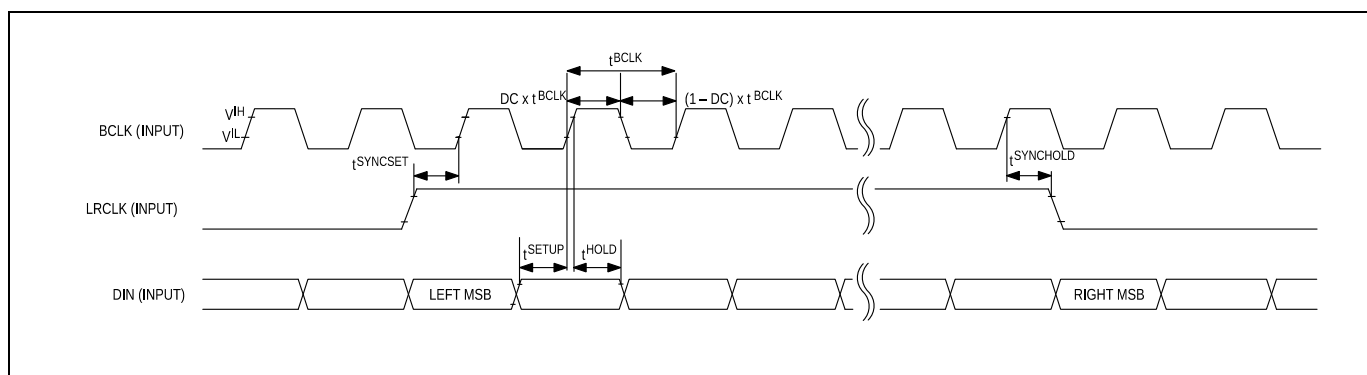 tBCLK
DC x tBCLK
(1 – DC) x tBCLK
VIH
VIL
BCLK (INPUT)
tSYNCSET
tSYNCHOLD
LRCLK (INPUT)
tSETUP
tHOLD
DIN (INPUT)
LEFT MSB
RIGHT MSB